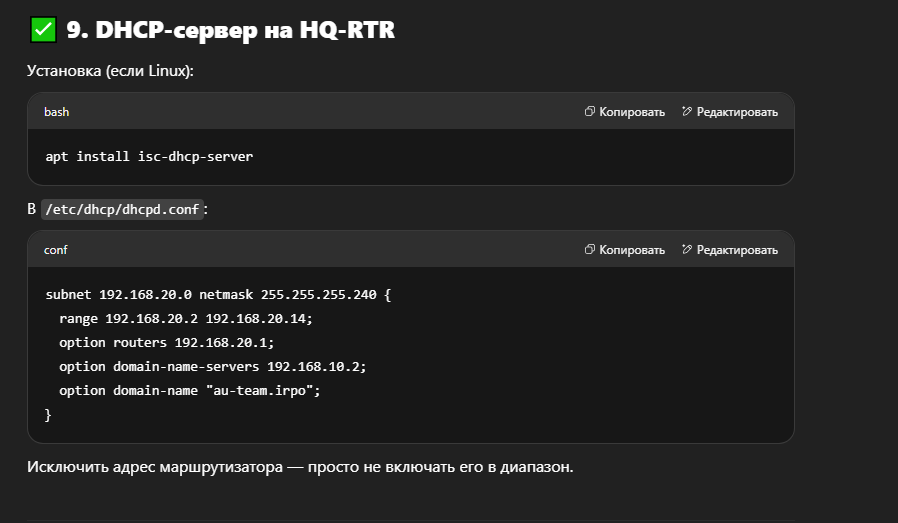 ✅ 9. DHCP-сервер на HQ-RTR
Установка (если Linux):
bash Копировать Редактировать
apt install isc-dhcp-server
В /etc/dhcp/dhcpd.conf:
conf Копировать Редактировать
subnet 192.168.20.0 netmask 255.255.255.240 {
  range 192.168.20.2 192.168.20.14;
  option routers 192.168.20.1;
  option domain-name-servers 192.168.10.2;
  option domain-name "au-team.irpo";
}
Исключить адрес маршрутизатора — просто не включать его в диапазон.